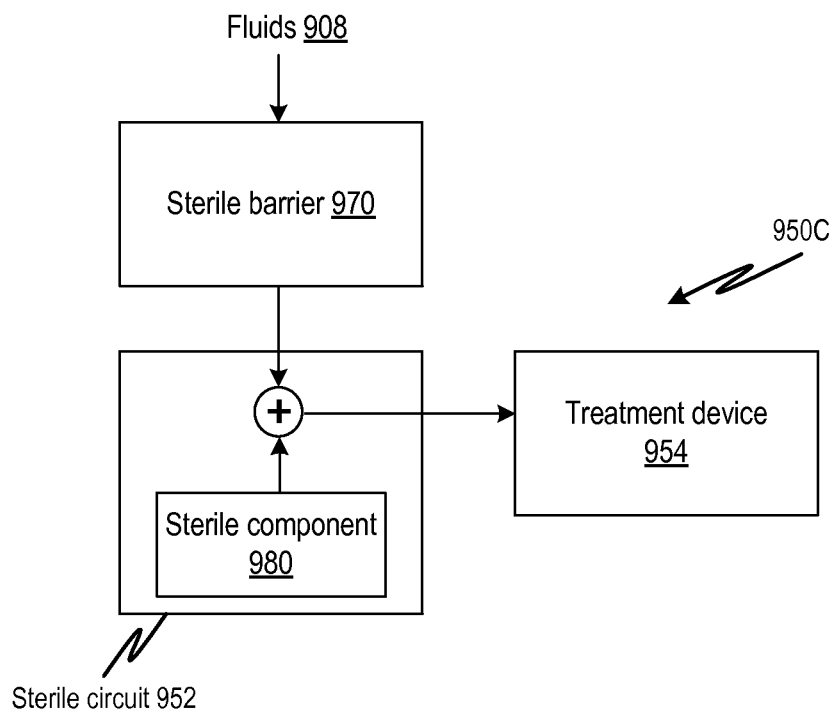 Fluids 908
Sterile barrier 970
950C
Treatment device
954
Sterile component
980
Sterile circuit 952